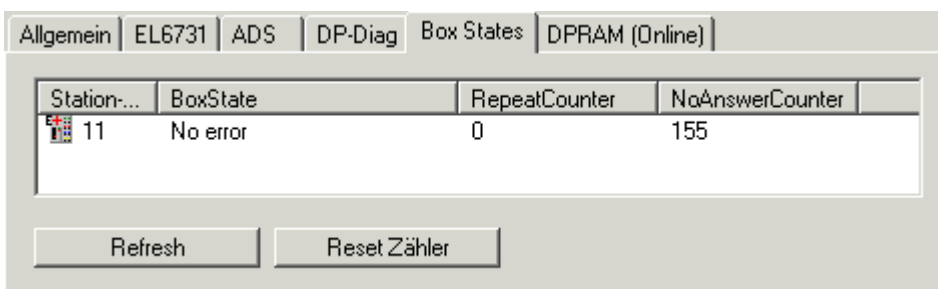 Allgemein EL6731 ADS DP-Diag Box States DPRAM (Online)
Station-... BoxState RepeatCounter NoAnswerCounter
11 No error 0 155
Refresh Reset Zähler